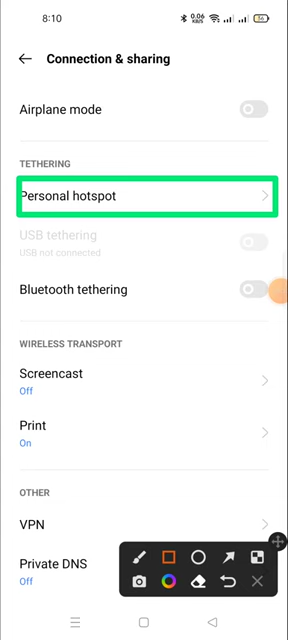 8:10
0.06
KB/S
36
Connection & sharing
Airplane mode
TETHERING
Personal hotspot
USB tethering
USB not connected
Bluetooth tethering
WIRELESS TRANSPORT
Screencast
Off
Print
On
OTHER
VPN
Private DNS
Off